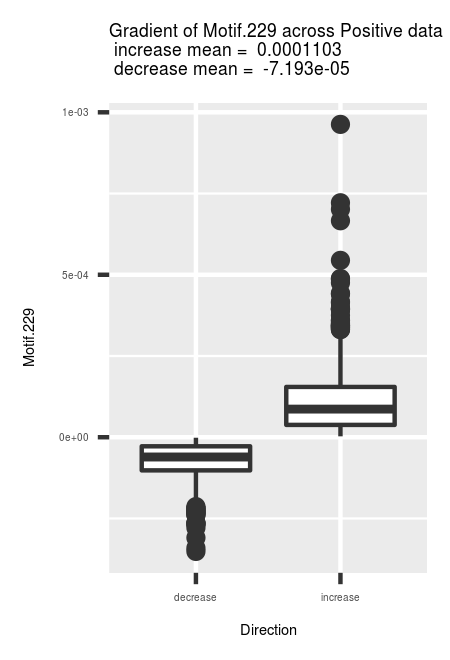 Gradient of Motif.229 across Positive data
increase mean =  0.0001103
decrease mean =  -7.193e-05
1e-03
5e-04
0e+00
Motif.229
decrease
increase
Direction